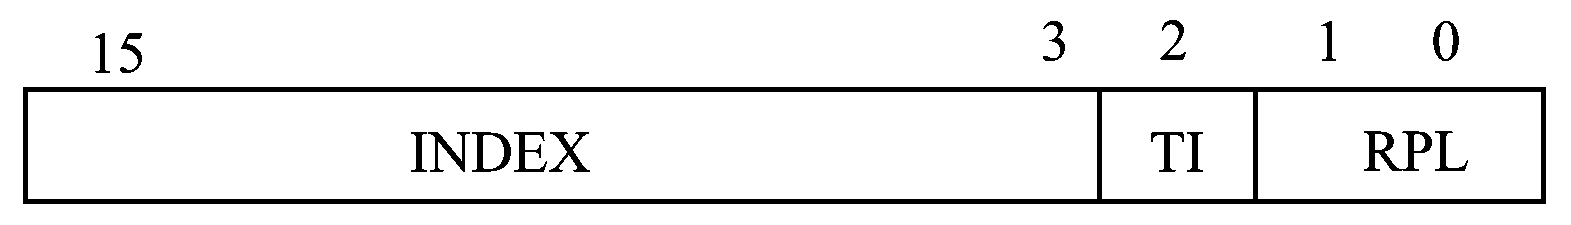 15 3 2 1 0
INDEX TI RPL